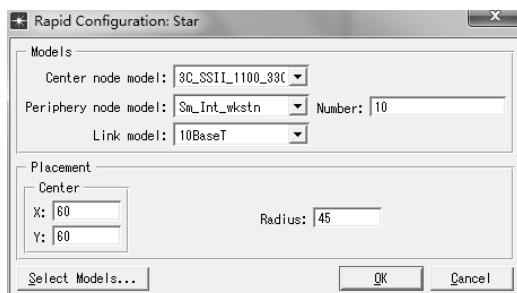 Rapid Configuration: Star
Models
Center node model: 3C_SSII_1100_330
Periphery node model: Sm_Int_wkstn Number: 10
Link model: 10BaseT
Placement
Center
X: 60
Radius: 45
Y: 60
Select Models... OK Cancel